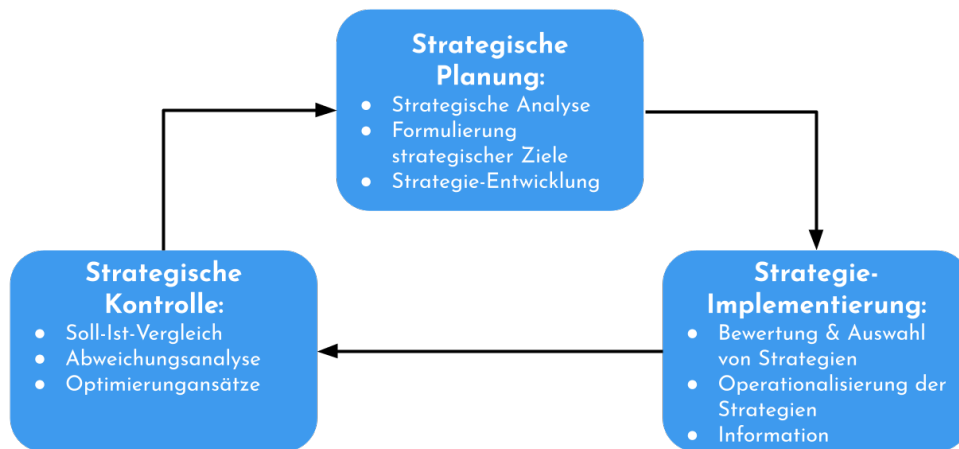 Strategische
Planung:
● Strategische Analyse
● Formulierung
strategischer Ziele
● Strategie-Entwicklung
Strategische
Kontrolle:
● Soll-Ist-Vergleich
● Abweichungsanalyse
● Optimierungansätze
Strategie-
Implementierung:
● Bewertung & Auswahl
von Strategien
● Operationalisierung der
Strategien
● Information